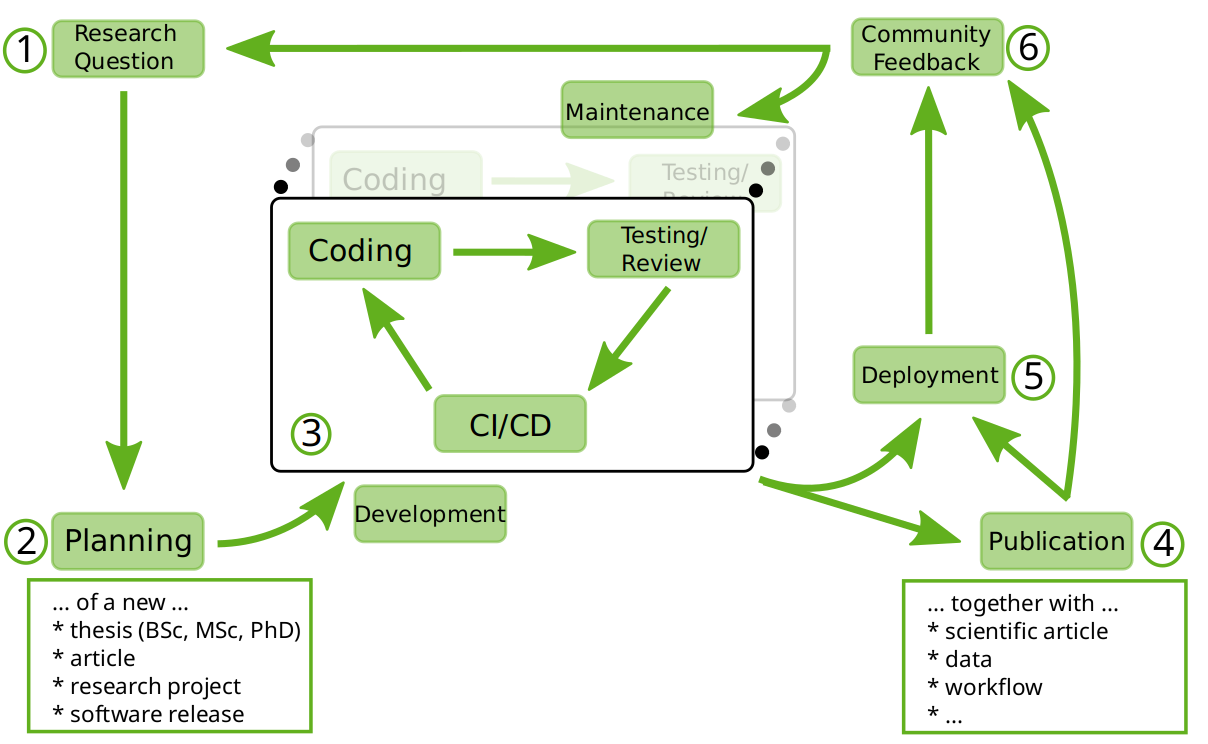 1
Research
Question
Community
Feedback
6
Maintenance
Coding
Testing/
Review
Coding
Testing/
Review
CI/CD
3
Deployment
5
Development
2
Planning
Publication
4
... of a new ...
* thesis (BSc, MSc, PhD)
* article
* research project
* software release
... together with ...
* scientific article
* data
* workflow
* ...